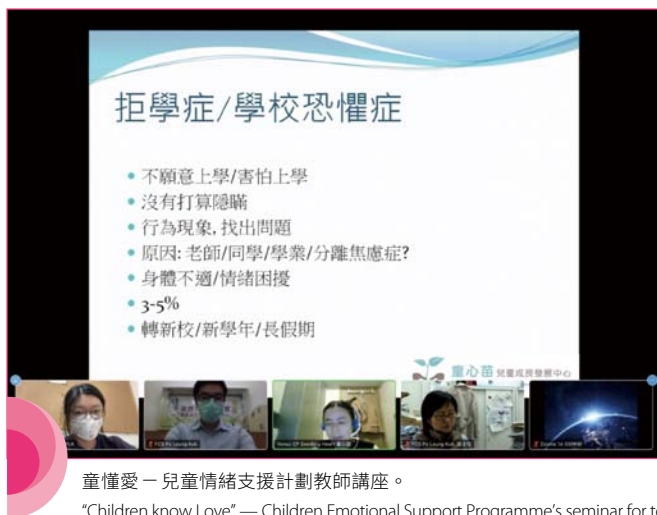 拒學症/學校恐懼症
• 不願意上學/害怕上學
• 沒有打算隱瞞
• 行為現象, 找出問題
• 原因: 老師/同學/學業/分離焦慮症?
• 身體不適/情緒困擾
• 3-5%
• 轉新校/新學年/長假期
童心苗 兒童成長發展中心
童懂愛 — 兒童情緒支援計劃教師講座。
"Children know Love" — Children Emotional Support Programme's seminar for te